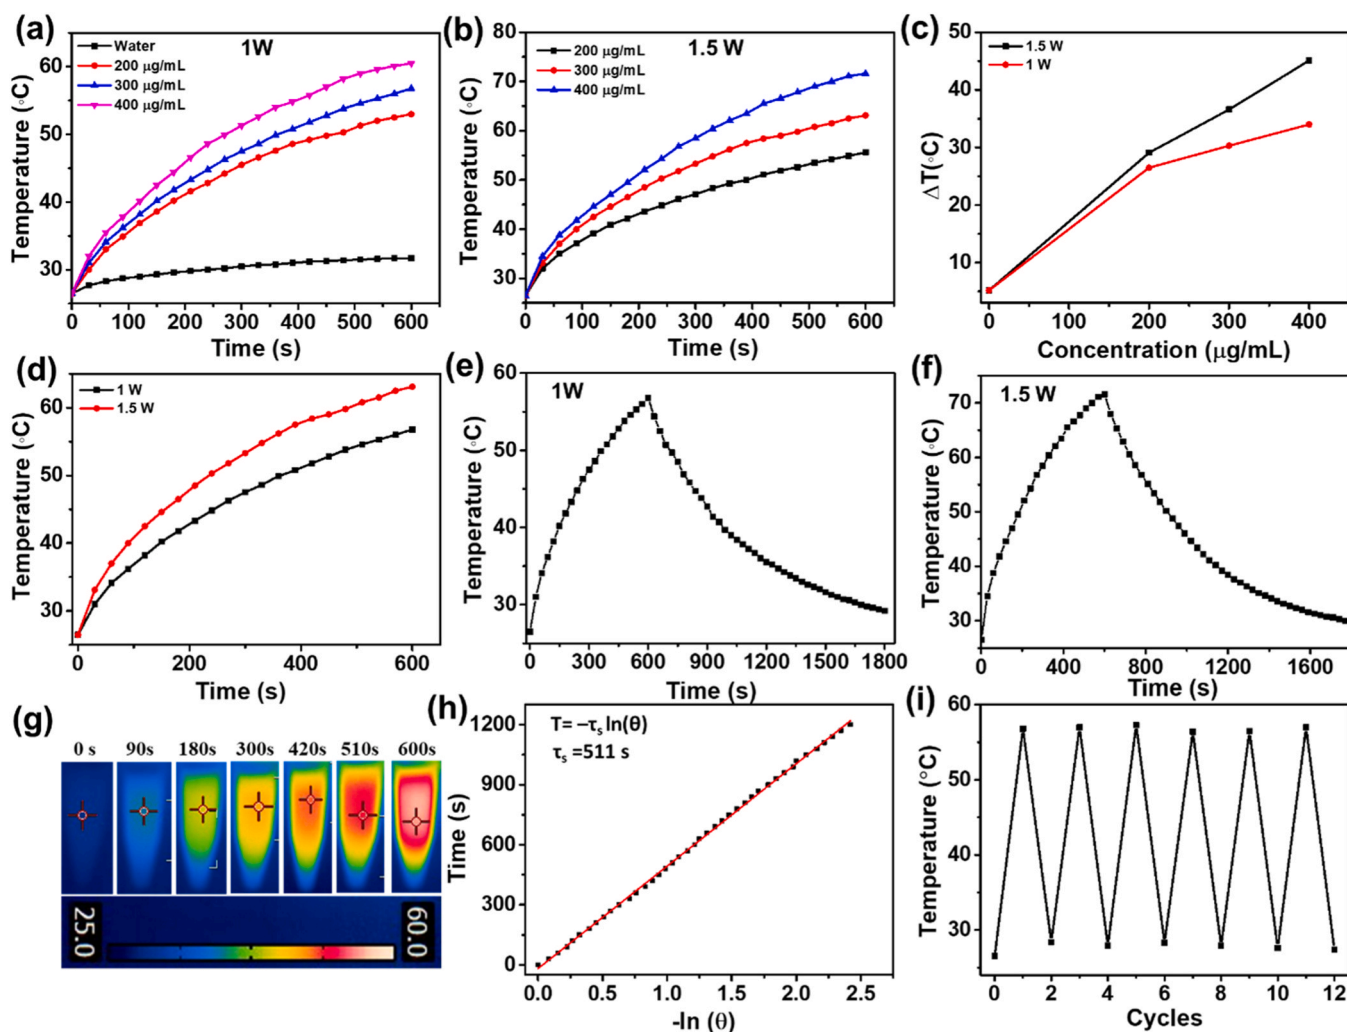 (a)
1W
Water
200 μg/mL
300 μg/mL
400 μg/mL
Temperature (◦C)
60
50
40
30
0 100 200 300 400 500 600
Time (s)
(b)
1.5 W
200 μg/mL
300 μg/mL
400 μg/mL
Temperature (◦C)
80
70
60
50
40
30
0 100 200 300 400 500 600
Time (s)
(c)
1.5 W
1 W
ΔT(◦C)
50
45
35
25
15
5
0 100 200 300 400
Concentration (μg/mL)
(d)
1 W
1.5 W
Temperature (◦C)
60
50
40
30
0 200 400 600
Time (s)
(e)
1W
Temperature (◦C)
60
50
40
30
0 300 600 900 1200 1500 1800
Time (s)
(f)
1.5 W
Temperature (◦C)
70
60
50
40
30
0 400 800 1200 1600
Time (s)
(g)
0 s 90s 180s 300s 420s 510s 600s
25.0
60.0
(h)
T= −τs ln(θ)
τs =511 s
Time (s)
1200
900
600
300
0
0.0 0.5 1.0 1.5 2.0 2.5
-ln (θ)
(i)
Temperature (°C)
60
50
40
30
0 2 4 6 8 10 12
Cycles